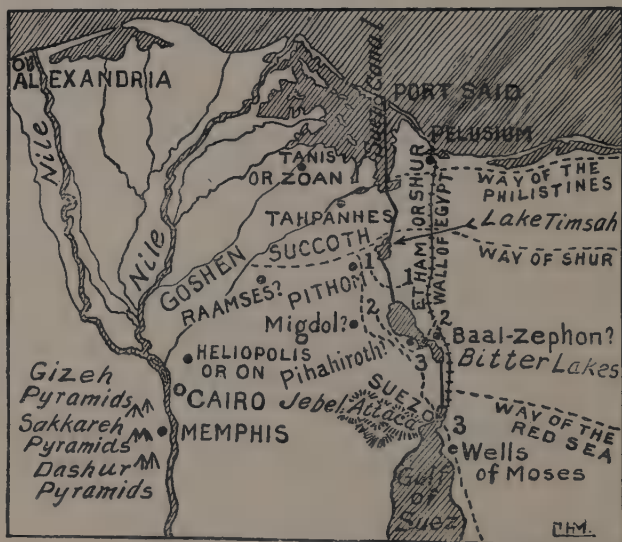 ALEXANDRIA
Nile
Nile
Suez Canal
PORT SAID
PELUSIUM
TANIS
OR ZOAN
WAY OF THE
PHILISTINES
TAHPANHES
Lake Timsah
ETHAM OR SHUR
WALL OF EGYPT
GOSHEN
SUCCOTH
WAY OF SHUR
RAAMSES?
PITHOM
1
1
2
2
Migdol?
Baal-zephon?
Bitter Lakes
HELIOPOLIS
OR ON
Pihahiroth?
3
Gizeh
Pyramids
CAIRO
Jebel Attaca
SUEZ
WAY OF THE
RED SEA
3
Sakkareh
Pyramids
MEMPHIS
Wells
of Moses
Dashur
Pyramids
Gulf
of
Suez